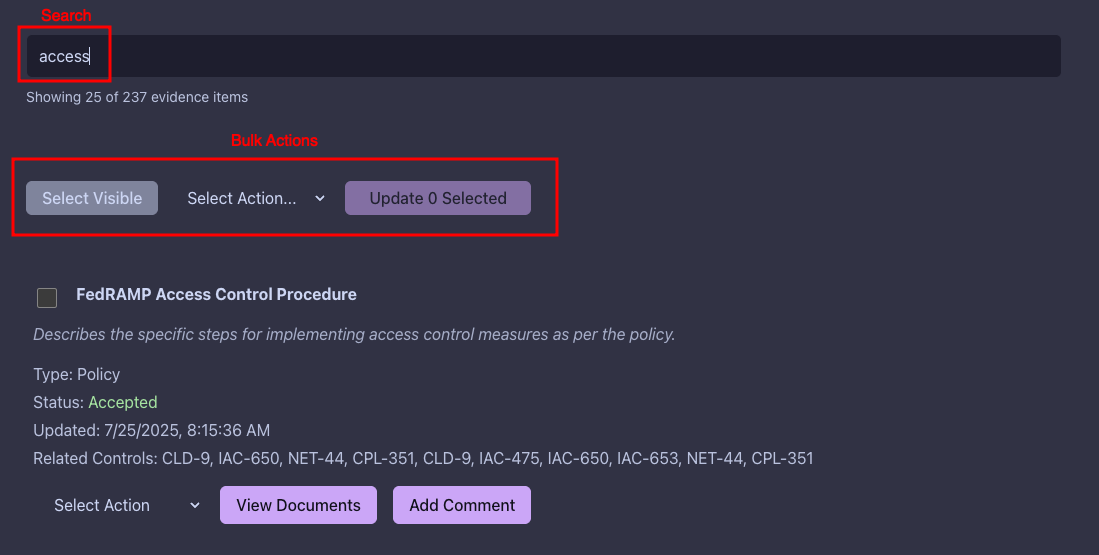 Search
access
Showing 25 of 237 evidence items
Bulk Actions
Select Visible Select Action... Update 0 Selected
FedRAMP Access Control Procedure
Describes the specific steps for implementing access control measures as per the policy.
Type: Policy
Status: Accepted
Updated: 7/25/2025, 8:15:36 AM
Related Controls: CLD-9, IAC-650, NET-44, CPL-351, CLD-9, IAC-475, IAC-650, IAC-653, NET-44, CPL-351
Select Action View Documents Add Comment